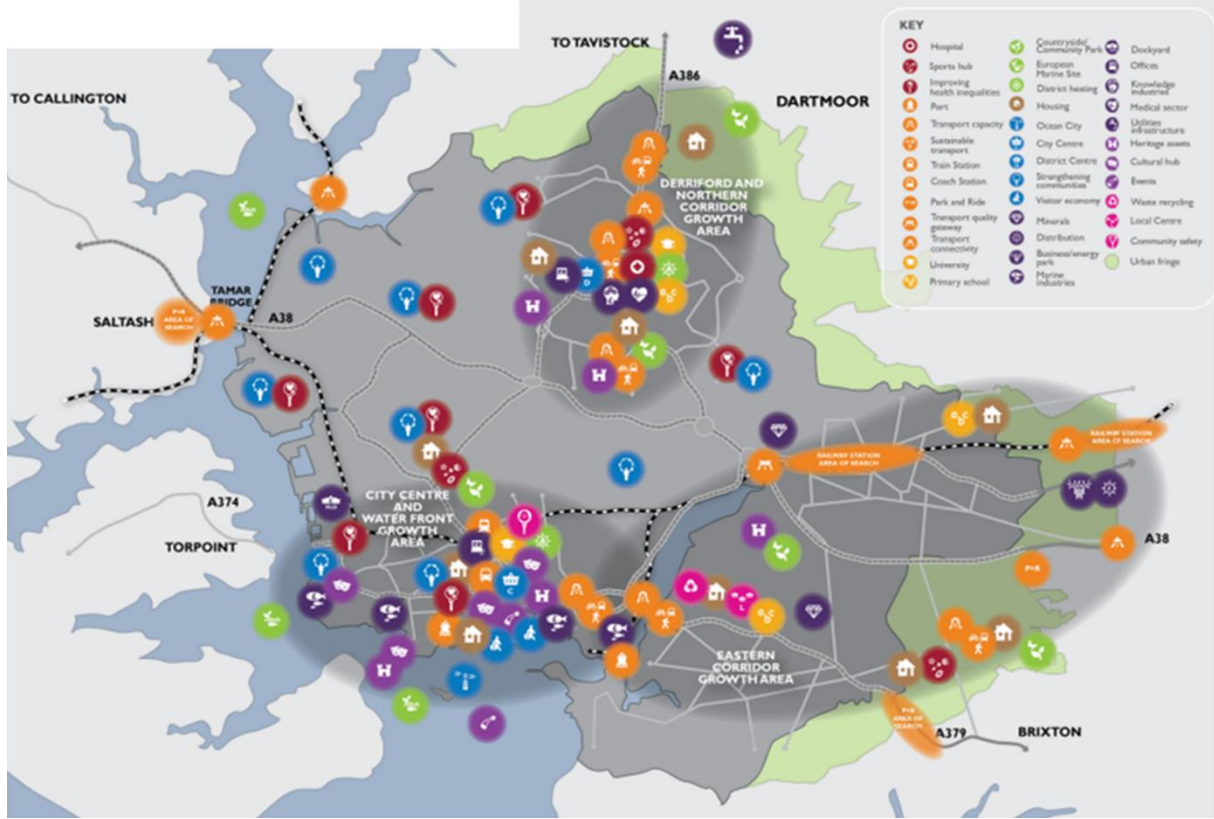 TO TAVISTOCK
A386
TO CALLINGTON
DARTMOOR
KEY
Hospital
Sports hub
Improving
health inequalities
Port
Transport capacity
Sustainable
transport
Train Station
Coach Station
Park and Ride
Transport quality
gateway
Transport
connectivity
University
Primary school
Countryside/
Community Park
European
Marine Site
District heating
Housing
Ocean City
City Centre
District Centre
Strengthening
communities
Visitor economy
Minerals
Distribution
Business/energy
park
Marine
industries
Dockyard
Offices
Knowledge
industries
Medical sector
Utilities
infrastructure
Heritage assets
Cultural hub
Events
Waste recycling
Local Centre
Community safety
Urban fringe
DERRIFORD AND
NORTHERN
CORRIDOR
GROWTH
AREA
TAMAR
BRIDGE
SALTASH
P+R
AREA OF
SEARCH
A38
RAILWAY STATION
AREA OF SEARCH
RAILWAY STATION
AREA OF SEARCH
CITY CENTRE
AND
WATER FRONT
GROWTH
AREA
A374
TORPOINT
A38
P+R
EASTERN
CORRIDOR
GROWTH AREA
P+R
AREA OF
SEARCH
A379
BRIXTON